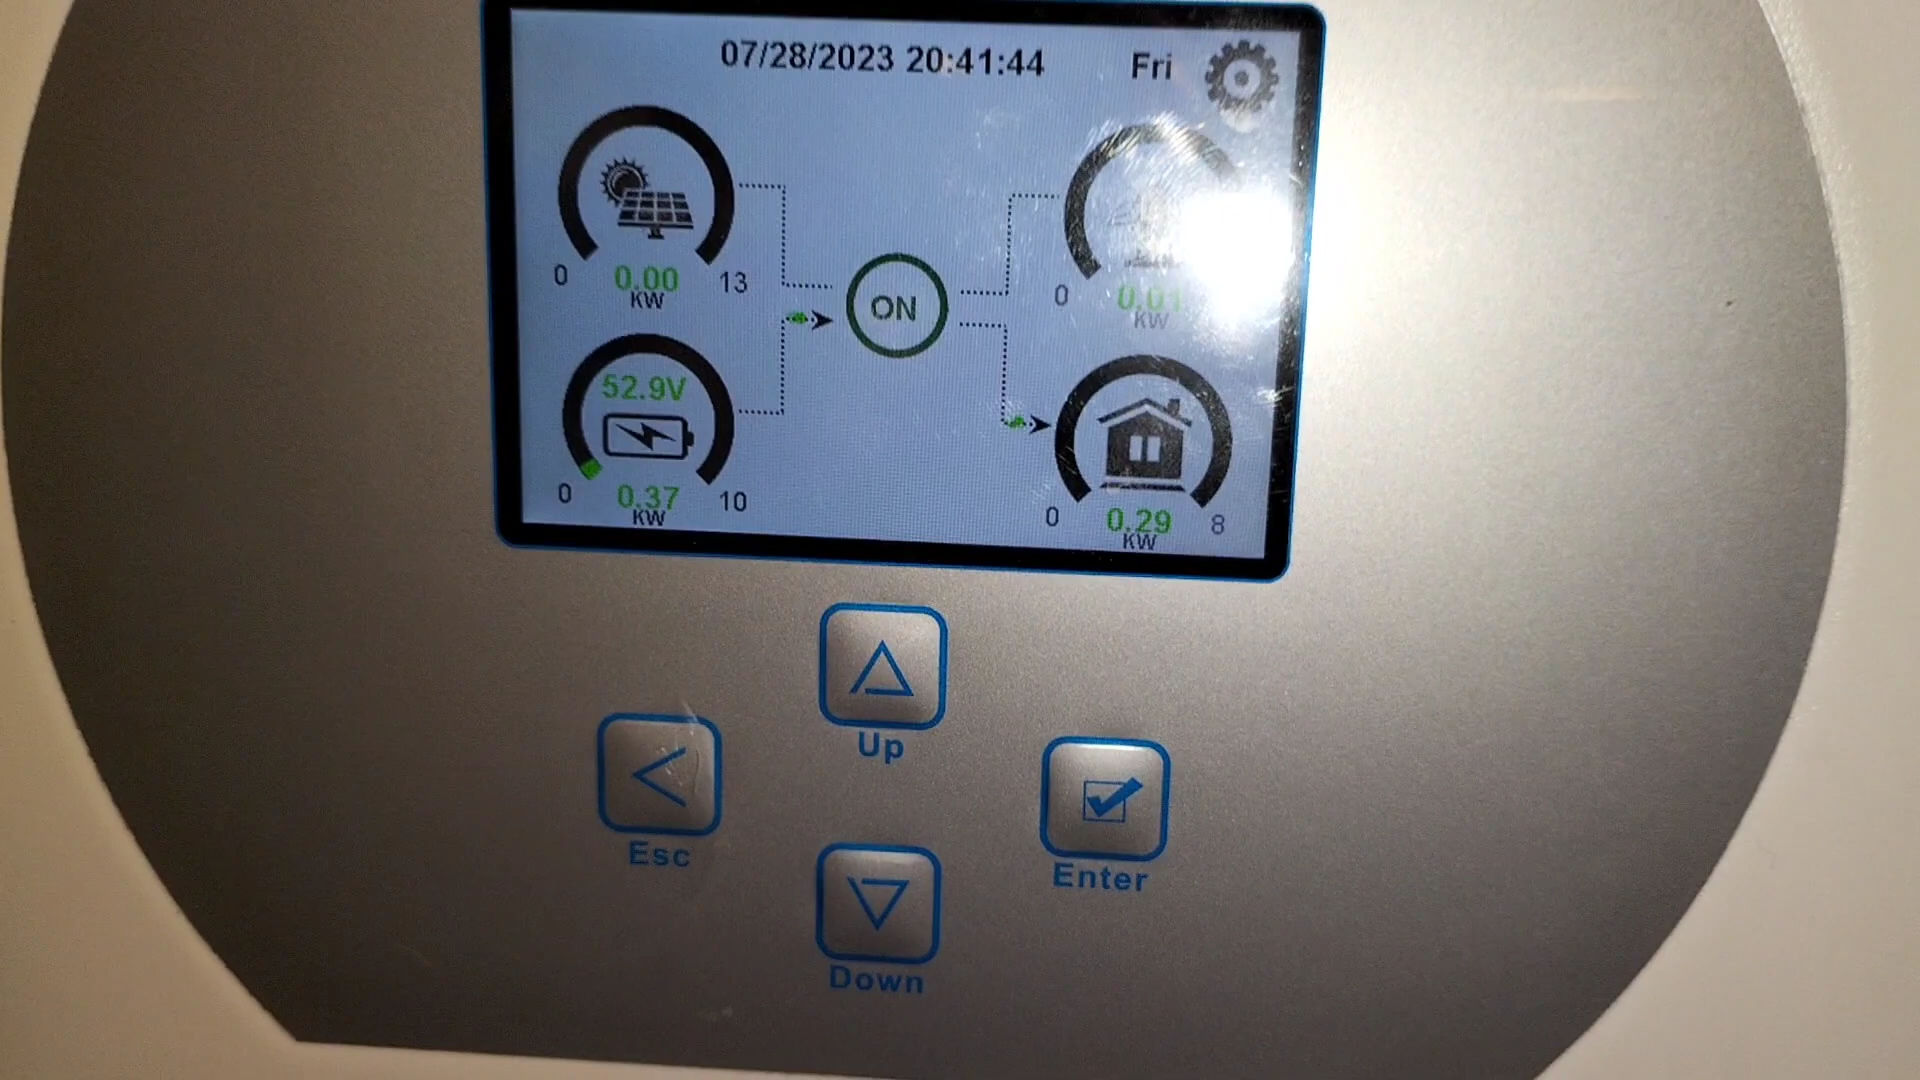 07/28/2023 20:41:44 Fri
0 0.00 13
KW
ON
0 0.01
KW
52.9V
0 0.37 10
KW
0 0.29 8
KW
Up
Esc
Enter
Down